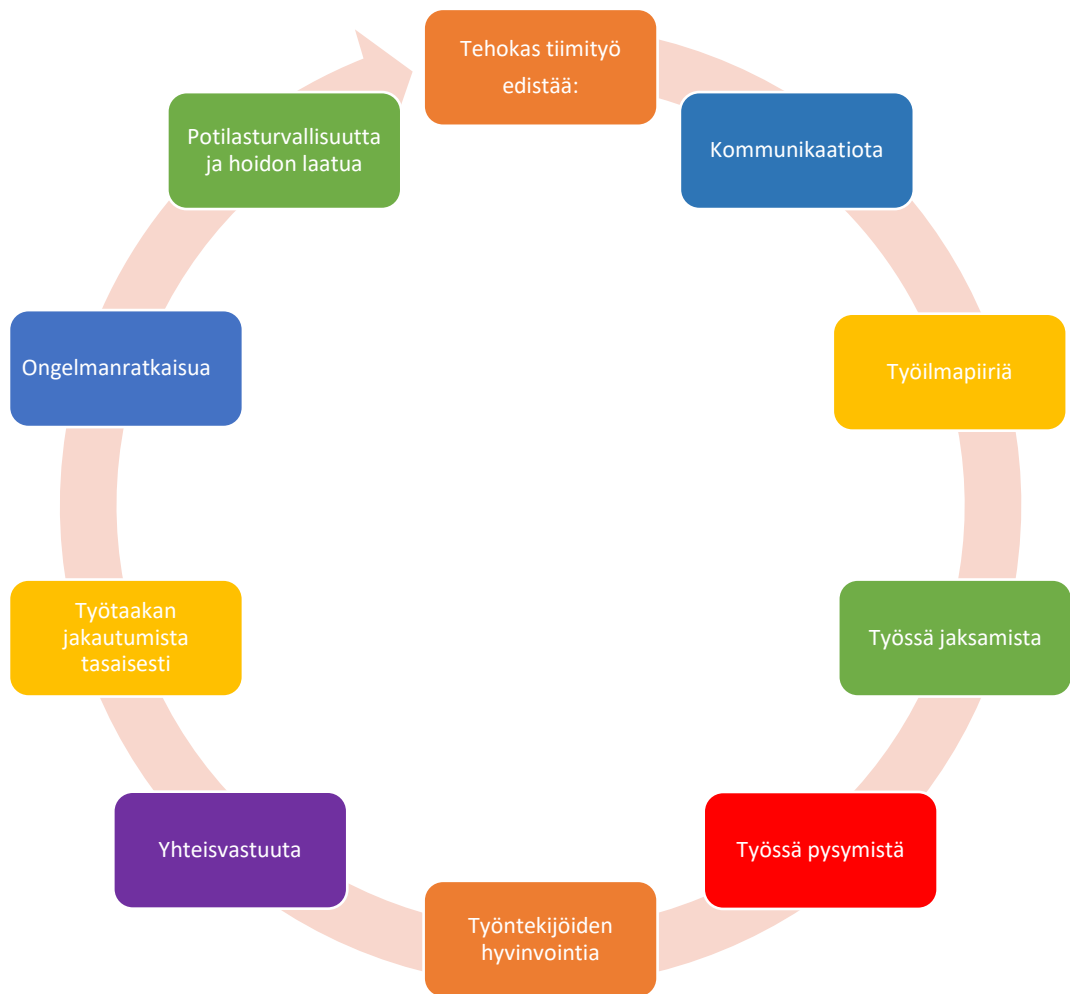 Tehokas tiimityö
edistää:
Kommunikaatiota
Työilmapiiriä
Työssä jaksamista
Työssä pysymistä
Työntekijöiden
hyvinvointia
Yhteisvastuuta
Työtaakan
jakautumista
tasaisesti
Ongelmanratkaisua
Potilasturvallisuutta
ja hoidon laatua